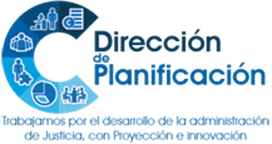 Dirección
de
Planificación
Trabajamos por el desarrollo de la administración
de Justicia, con Proyección e innovación